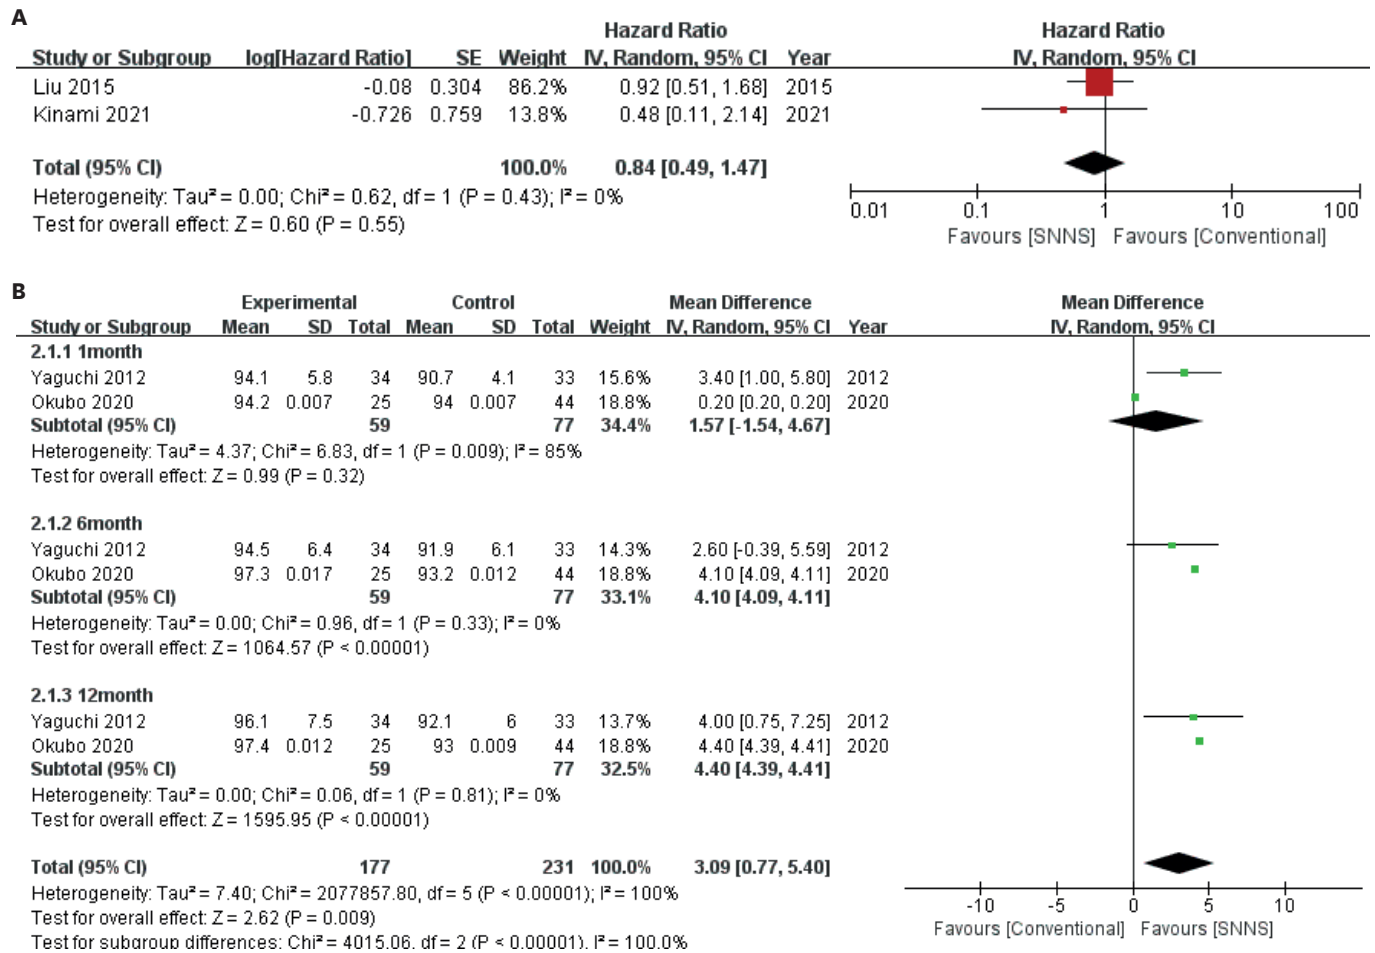 A
Hazard Ratio Hazard Ratio
Study or Subgroup log[Hazard Ratio] SE Weight IV, Random, 95% CI Year IV, Random, 95% CI
Liu 2015 -0.08 0.304 86.2% 0.92 [0.51, 1.68] 2015
Kinami 2021 -0.726 0.759 13.8% 0.48 [0.11, 2.14] 2021
Total (95% CI) 100.0% 0.84 [0.49, 1.47]
Heterogeneity: Tau² = 0.00; Chi² = 0.62, df = 1 (P = 0.43); I² = 0%
Test for overall effect: Z = 0.60 (P = 0.55)
0.01 0.1 1 10 100
Favours [SNNS] Favours [Conventional]
B
Experimental Control Mean Difference Mean Difference
Study or Subgroup Mean SD Total Mean SD Total Weight IV, Random, 95% CI Year IV, Random, 95% CI
2.1.1 1month
Yaguchi 2012 94.1 5.8 34 90.7 4.1 33 15.6% 3.40 [1.00, 5.80] 2012
Okubo 2020 94.2 0.007 25 94 0.007 44 18.8% 0.20 [0.20, 0.20] 2020
Subtotal (95% CI) 59 77 34.4% 1.57 [-1.54, 4.67]
Heterogeneity: Tau² = 4.37; Chi² = 6.83, df = 1 (P = 0.009); I² = 85%
Test for overall effect: Z = 0.99 (P = 0.32)
2.1.2 6month
Yaguchi 2012 94.5 6.4 34 91.9 6.1 33 14.3% 2.60 [-0.39, 5.59] 2012
Okubo 2020 97.3 0.017 25 93.2 0.012 44 18.8% 4.10 [4.09, 4.11] 2020
Subtotal (95% CI) 59 77 33.1% 4.10 [4.09, 4.11]
Heterogeneity: Tau² = 0.00; Chi² = 0.96, df = 1 (P = 0.33); I² = 0%
Test for overall effect: Z = 1064.57 (P < 0.00001)
2.1.3 12month
Yaguchi 2012 96.1 7.5 34 92.1 6 33 13.7% 4.00 [0.75, 7.25] 2012
Okubo 2020 97.4 0.012 25 93 0.009 44 18.8% 4.40 [4.39, 4.41] 2020
Subtotal (95% CI) 59 77 32.5% 4.40 [4.39, 4.41]
Heterogeneity: Tau² = 0.00; Chi² = 0.06, df = 1 (P = 0.81); I² = 0%
Test for overall effect: Z = 1595.95 (P < 0.00001)
Total (95% CI) 177 231 100.0% 3.09 [0.77, 5.40]
Heterogeneity: Tau² = 7.40; Chi² = 2077857.80, df = 5 (P < 0.00001); I² = 100%
Test for overall effect: Z = 2.62 (P = 0.009)
Test for subgroup differences: Chi² = 4015.06, df = 2 (P < 0.00001), I² = 100.0%
-10 -5 0 5 10
Favours [Conventional] Favours [SNNS]